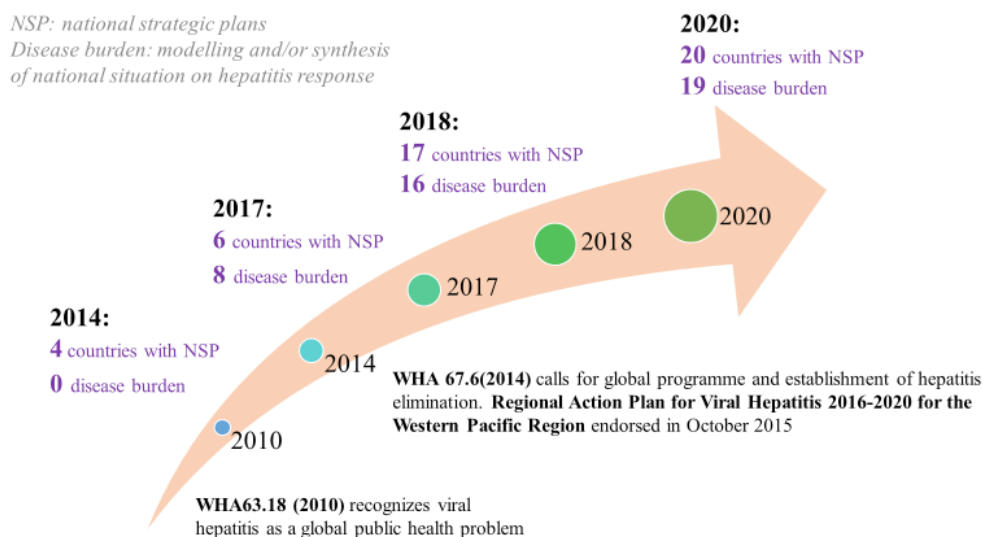 NSP: national strategic plans
Disease burden: modelling and/or synthesis
of national situation on hepatitis response
2020:
20 countries with NSP
19 disease burden
2018:
17 countries with NSP
16 disease burden
2017:
6 countries with NSP
8 disease burden
2014:
4 countries with NSP
0 disease burden
2020
2018
2017
2014
2010
WHA 67.6(2014) calls for global programme and establishment of hepatitis
elimination. Regional Action Plan for Viral Hepatitis 2016-2020 for the
Western Pacific Region endorsed in October 2015
WHA63.18 (2010) recognizes viral
hepatitis as a global public health problem